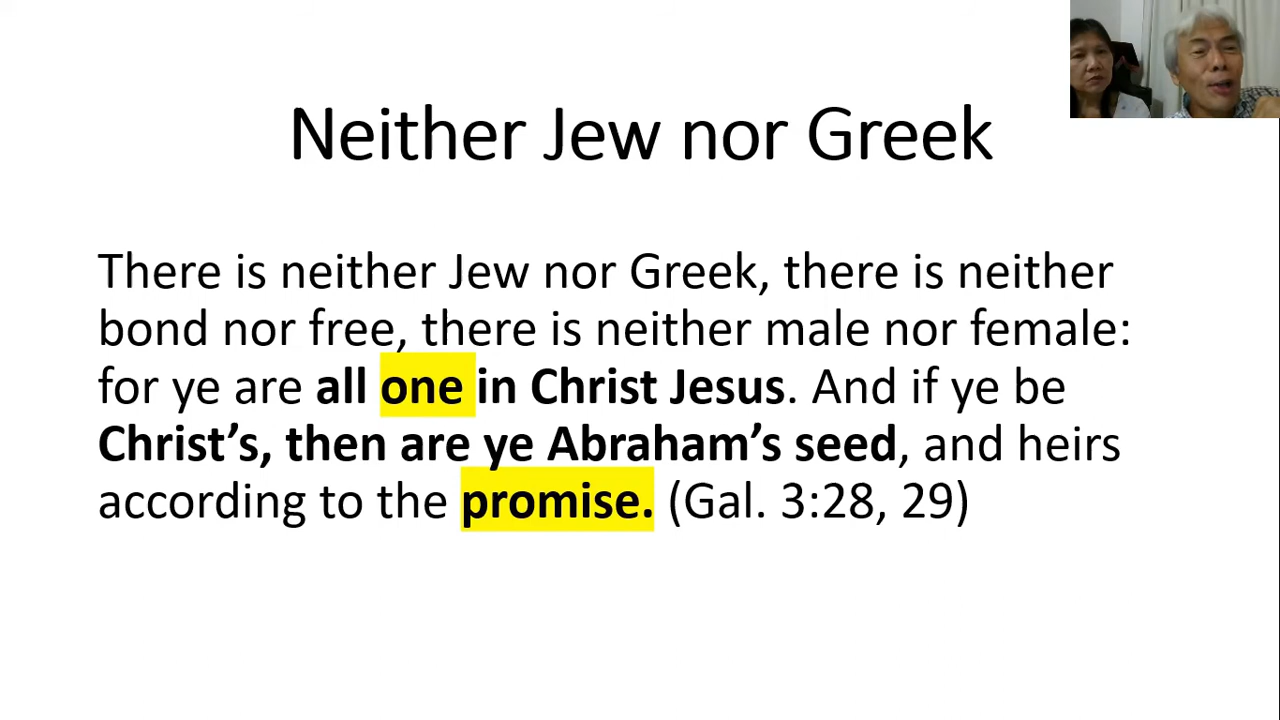 Neither Jew nor Greek
There is neither Jew nor Greek, there is neither
bond nor free, there is neither male nor female:
for ye are all one in Christ Jesus. And if ye be
Christ’s, then are ye Abraham’s seed, and heirs
according to the promise. (Gal. 3:28, 29)